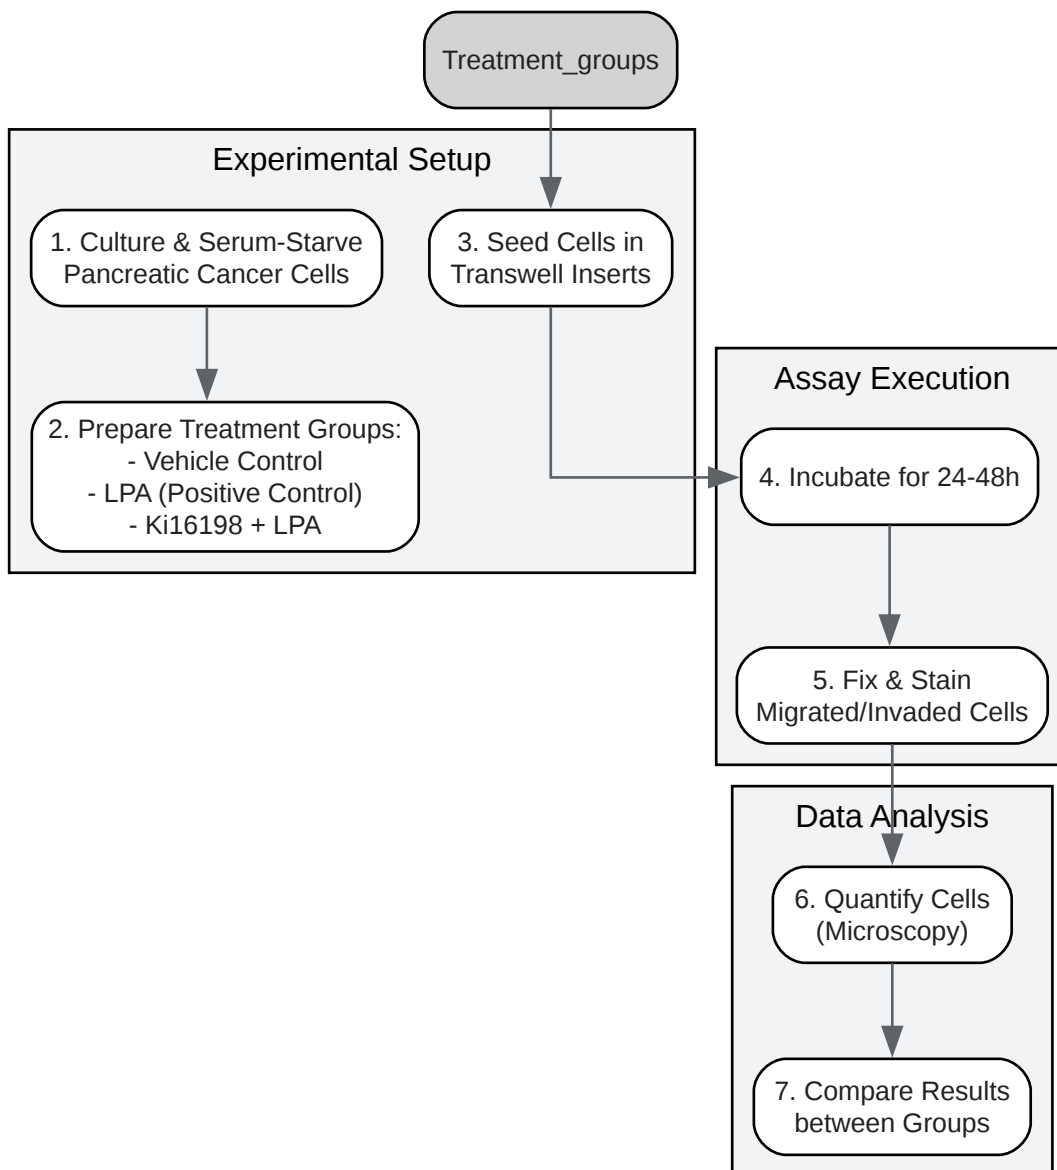 Treatment_groups
Experimental Setup
1. Culture & Serum-Starve
Pancreatic Cancer Cells
3. Seed Cells in
Transwell Inserts
2. Prepare Treatment Groups:
- Vehicle Control
- LPA (Positive Control)
- Ki16198 + LPA
Assay Execution
4. Incubate for 24-48h
5. Fix & Stain
Migrated/Invaded Cells
Data Analysis
6. Quantify Cells
(Microscopy)
7. Compare Results
between Groups